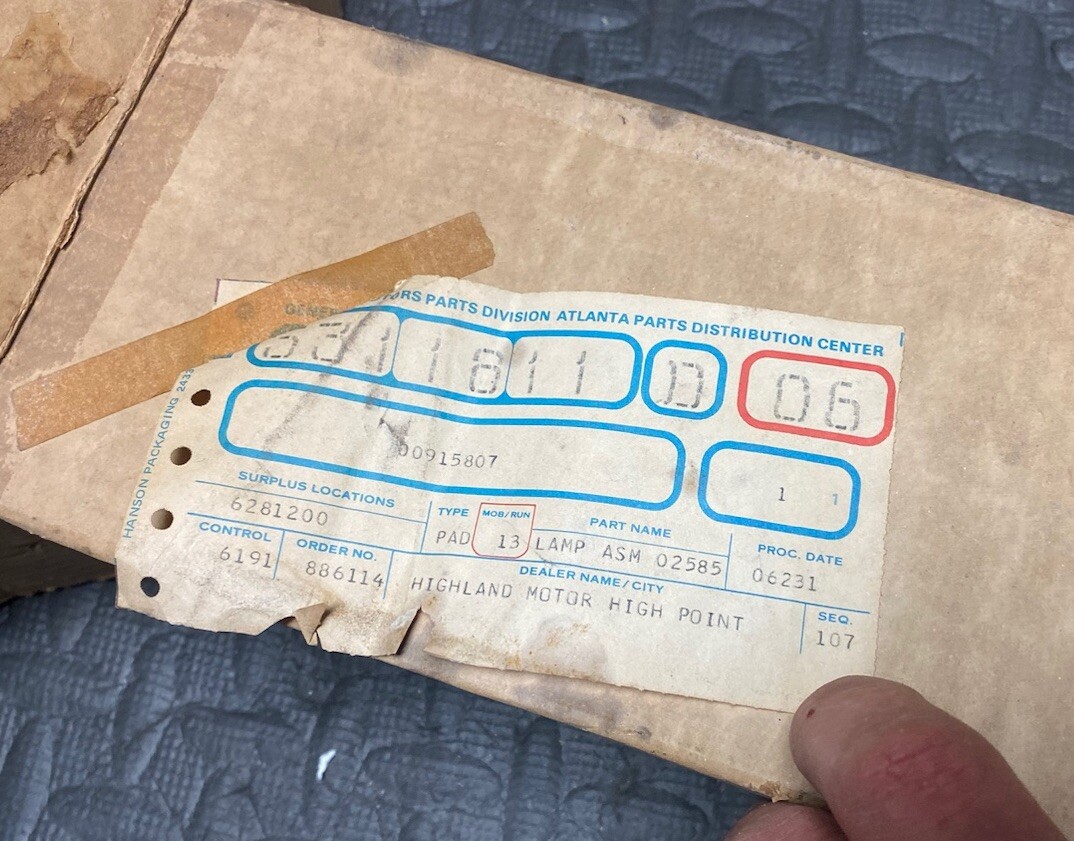 GENERAL MOTORS PARTS DIVISION ATLANTA PARTS DISTRIBUTION CENTER
1811 D 06
00915807
1 1
SURPLUS LOCATIONS
6281200
TYPE MOB/RUN PART NAME PROC. DATE
PAD 13 LAMP ASM 02585 06231
CONTROL ORDER NO. DEALER NAME/CITY SEQ.
6191 886114 HIGHLAND MOTOR HIGH POINT 107
HANSON PACKAGING